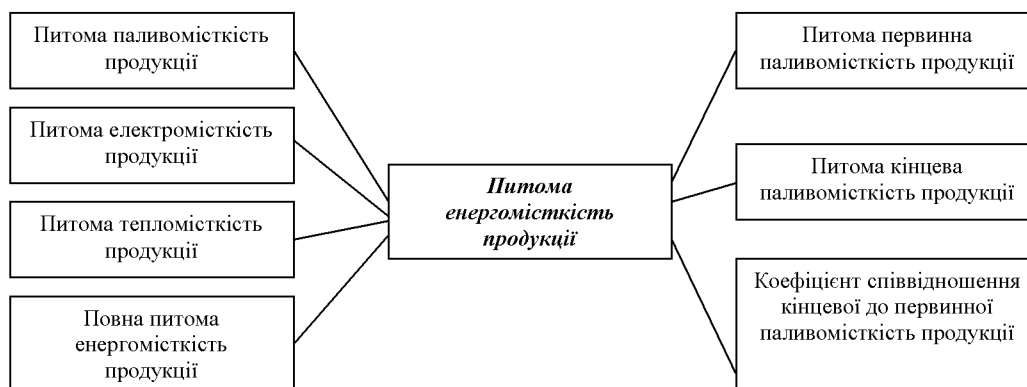 Питома паливомісткість
продукції
Питома електромісткість
продукції
Питома тепломісткість
продукції
Повна питома
енергомісткість
продукції
Питома
енергомісткість
продукції
Питома первинна
паливомісткість продукції
Питома кінцева
паливомісткість продукції
Коефіцієнт співвідношення
кінцевої до первинної
паливомісткість продукції